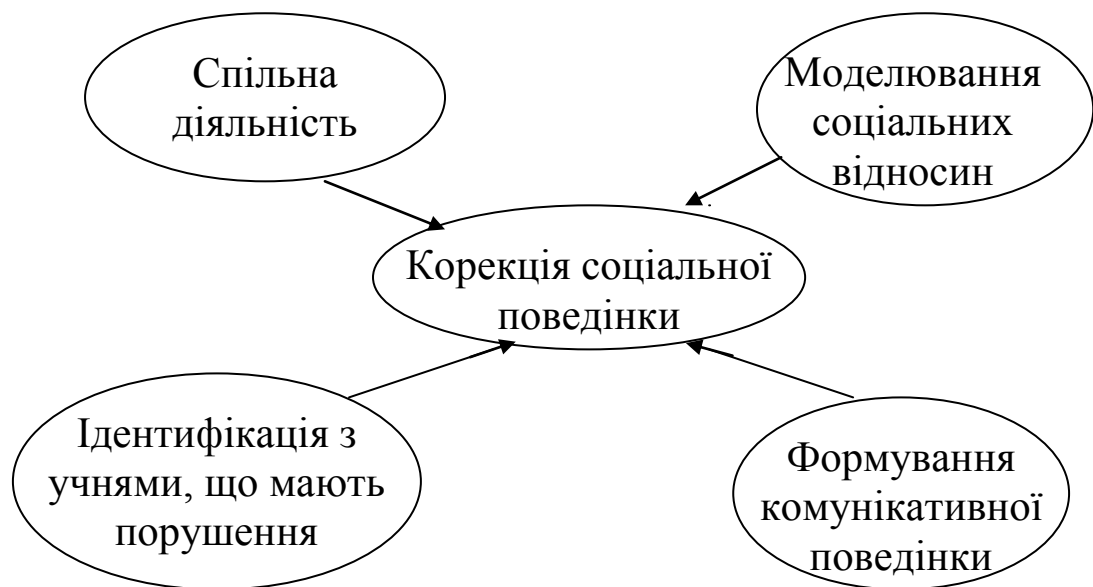 Спільна
діяльність
Моделювання
соціальних
відносин
Корекція соціальної
поведінки
Ідентифікація з
учнями, що мають
порушення
Формування
комунікативної
поведінки